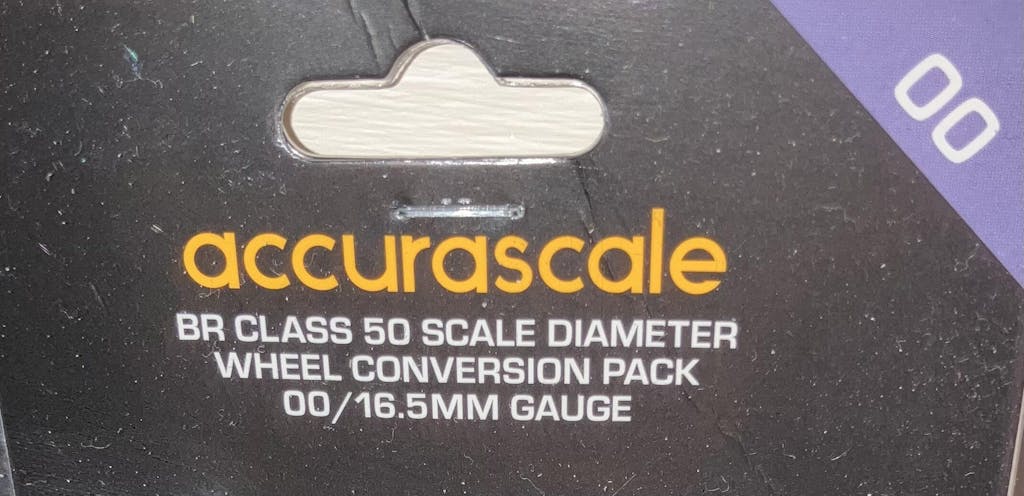 00
accurascale
BR CLASS 50 SCALE DIAMETER
WHEEL CONVERSION PACK
00/16.5MM GAUGE